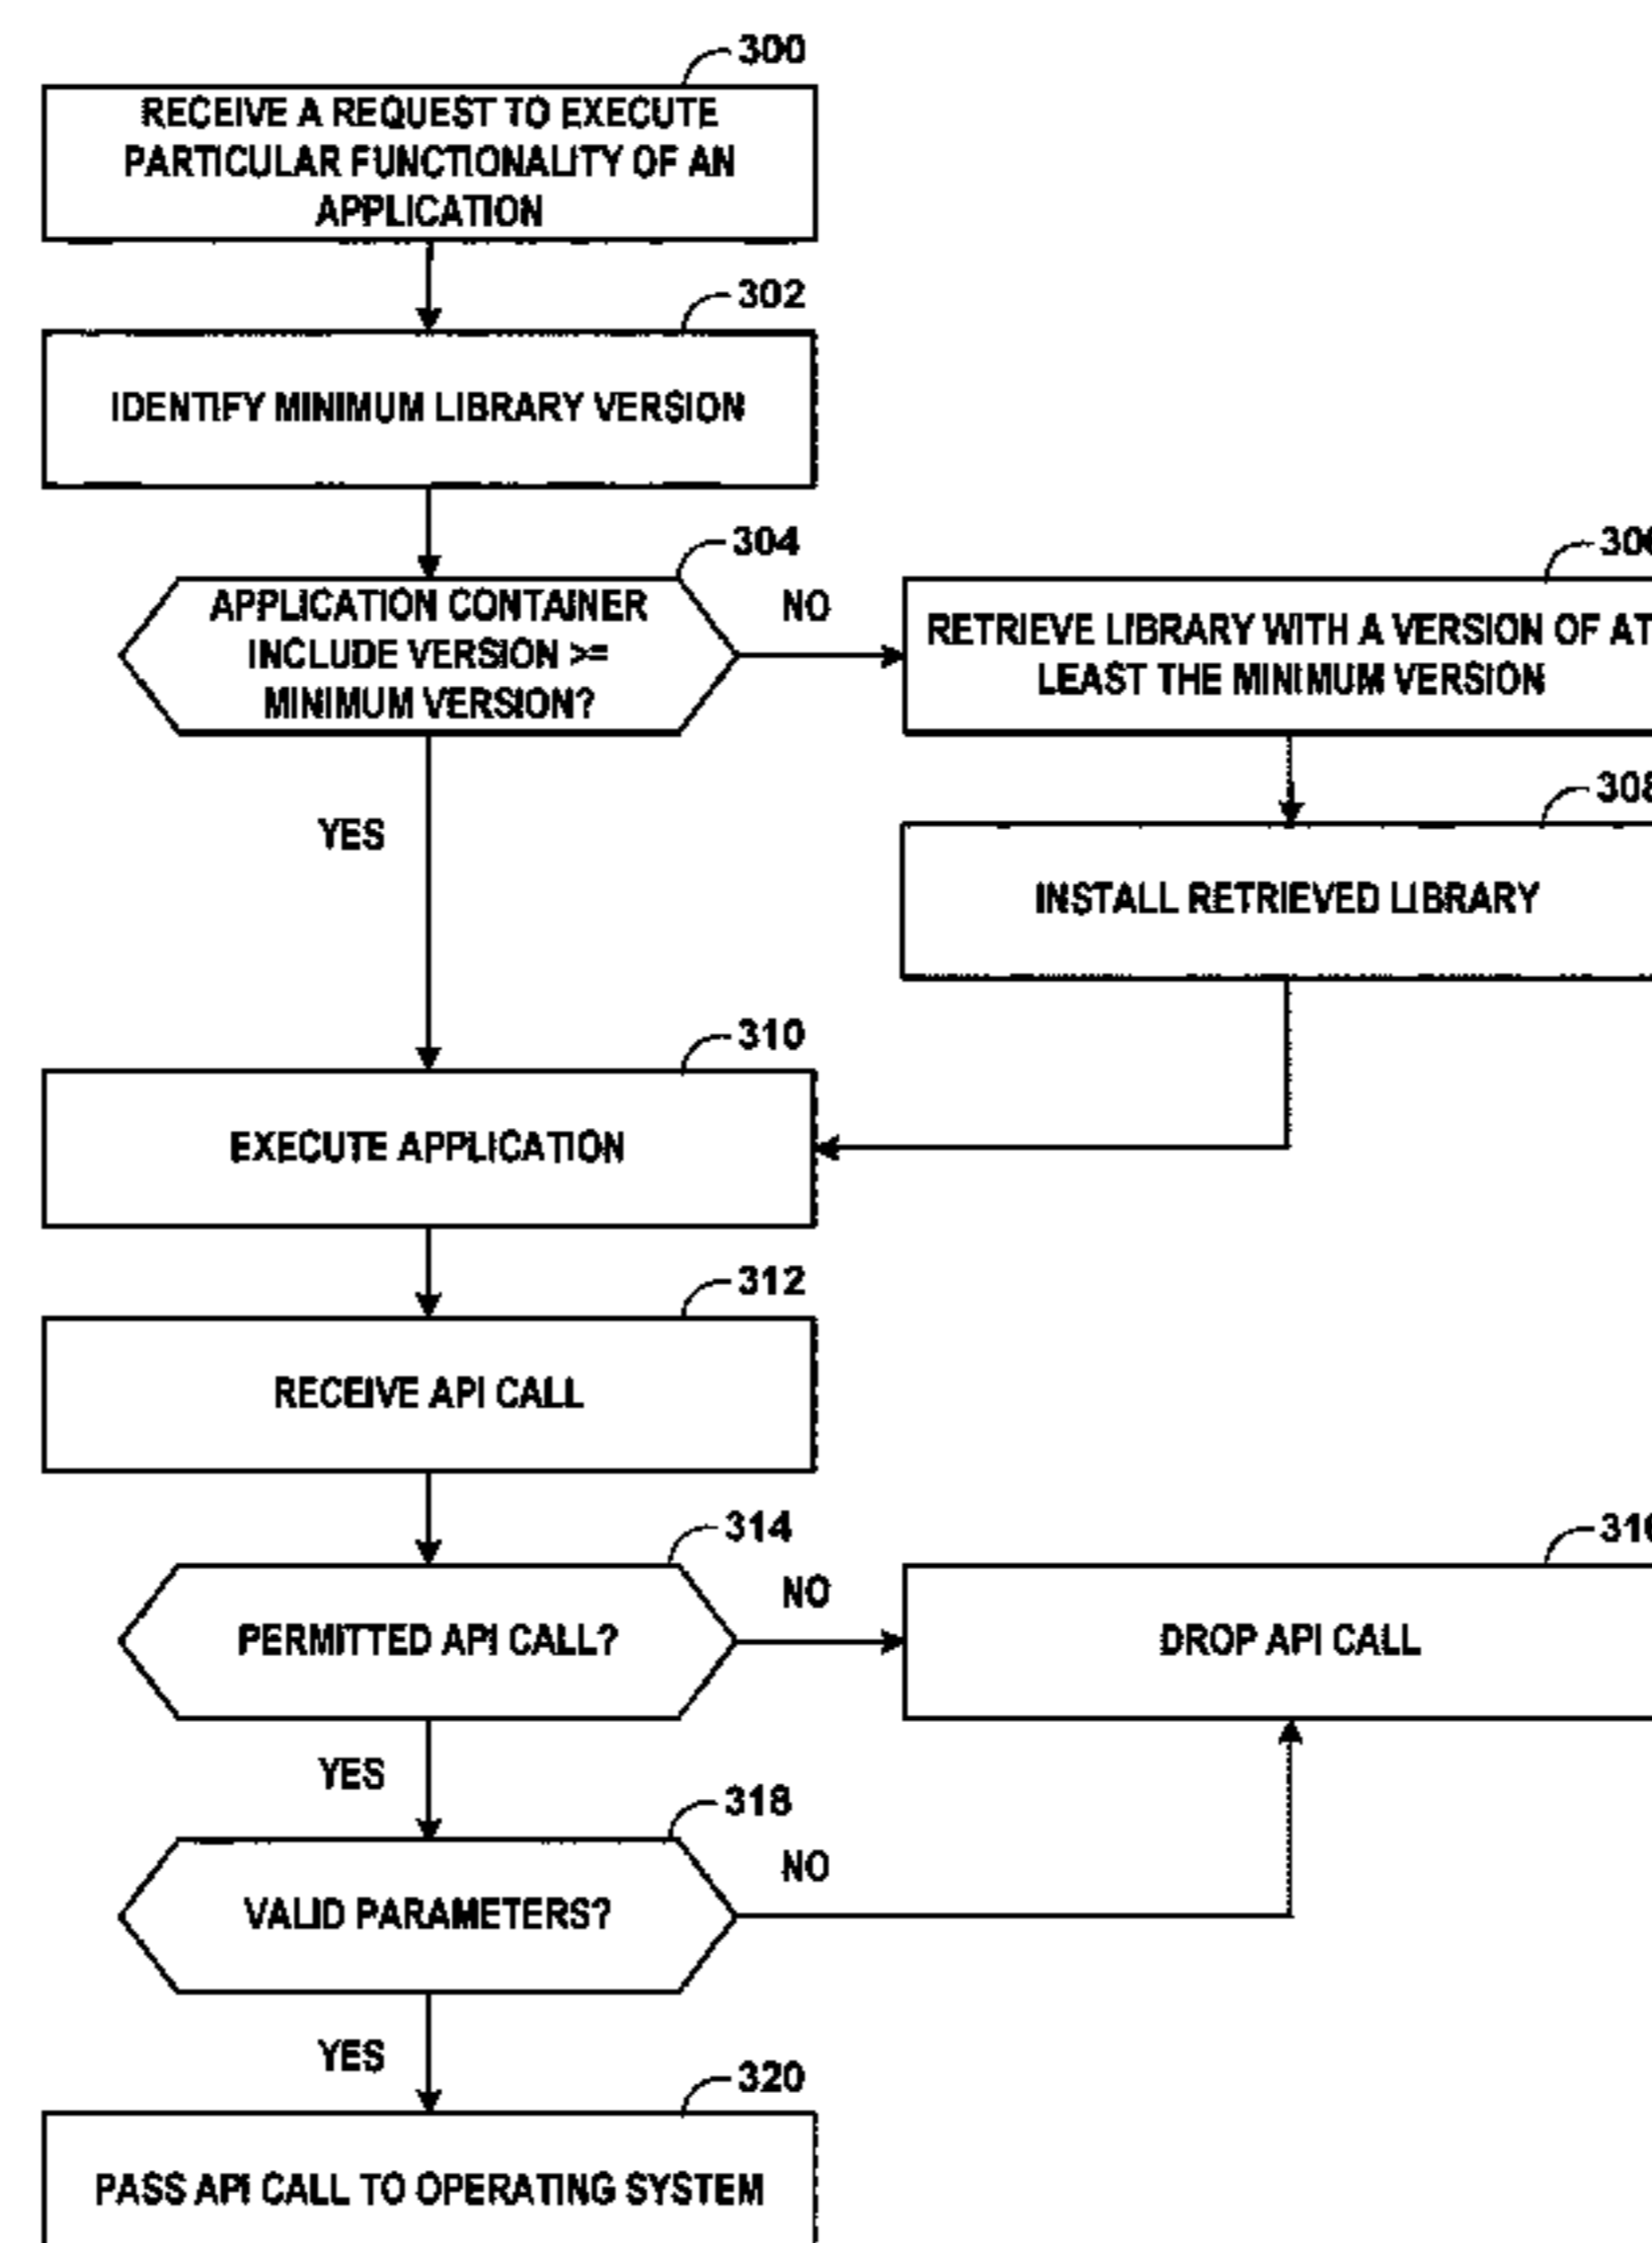 300
RECEIVE A REQUEST TO EXECUTE
PARTICULAR FUNCTIONALITY OF AN
APPLICATION
302
IDENTIFY MINIMUM LIBRARY VERSION
304
APPLICATION CONTAINER
INCLUDE VERSION >=
MINIMUM VERSION?
NO
RETRIEVE LIBRARY WITH A VERSION OF AT
LEAST THE MINIMUM VERSION
YES
308
INSTALL RETRIEVED LIBRARY
310
EXECUTE APPLICATION
312
RECEIVE API CALL
314
PERMITTED API CALL?
NO
DROP API CALL
YES
318
VALID PARAMETERS?
NO
YES
320
PASS API CALL TO OPERATING SYSTEM